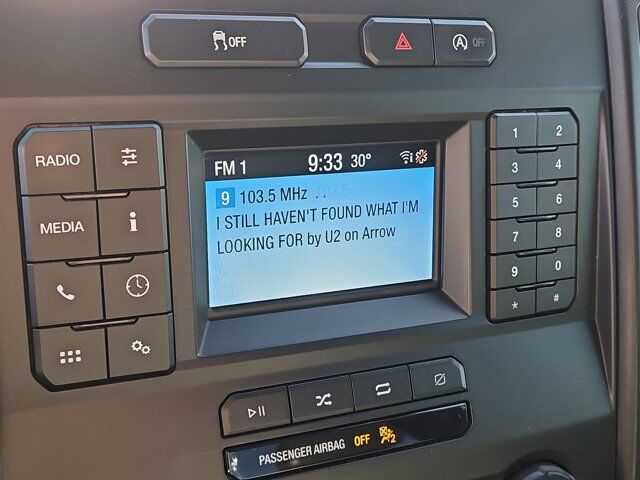 OFF
OFF
FM 1 9:33 30°
9 103.5 MHz . .
I STILL HAVEN'T FOUND WHAT I'M
LOOKING FOR by U2 on Arrow
RADIO
MEDIA
i
1 2
3 4
5 6
7 8
9 0
* #
PASSENGER AIRBAG OFF 2